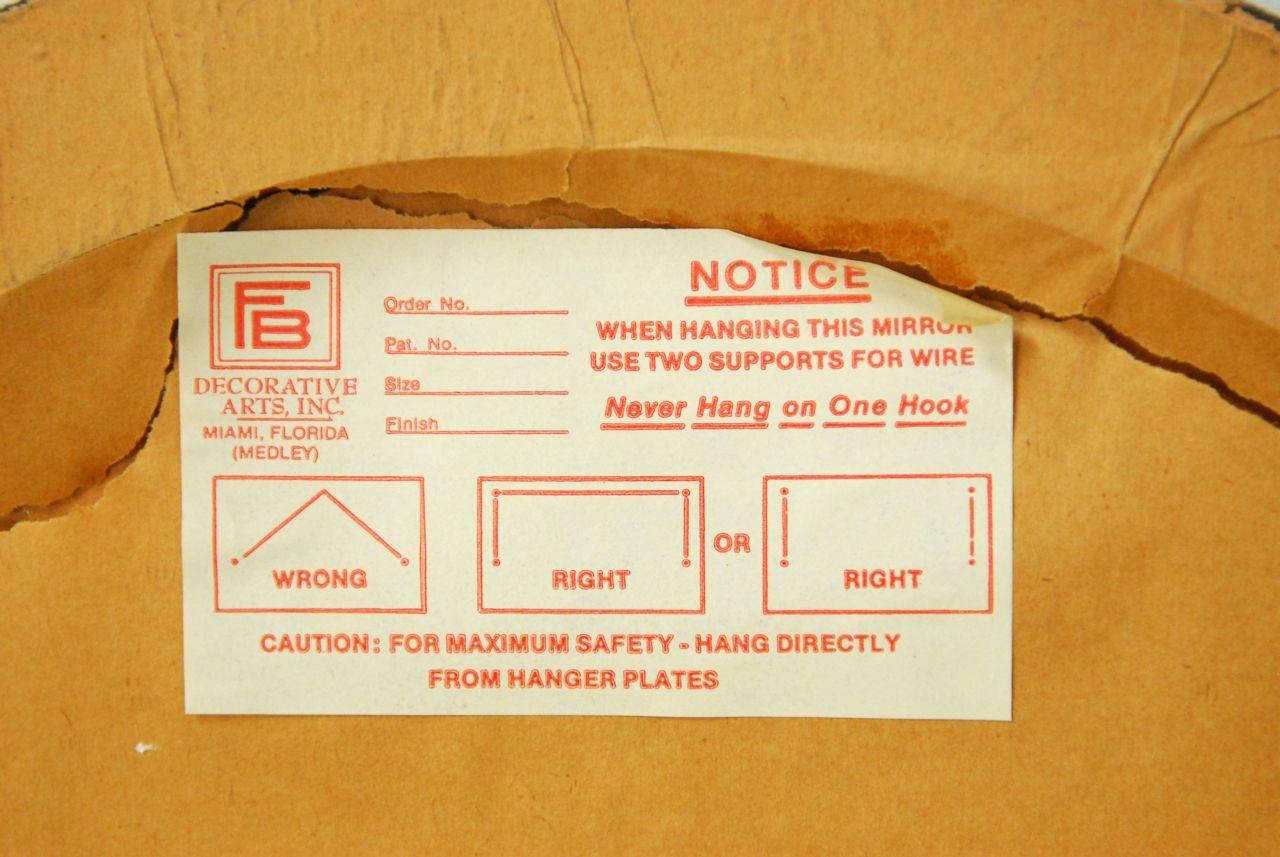 FB
DECORATIVE
ARTS, INC.
MIAMI, FLORIDA
(MEDLEY)
Order No.
Pat. No.
Size
Finish
NOTICE
WHEN HANGING THIS MIRROR
USE TWO SUPPORTS FOR WIRE
Never Hang on One Hook
WRONG
RIGHT
OR
RIGHT
CAUTION: FOR MAXIMUM SAFETY - HANG DIRECTLY
FROM HANGER PLATES